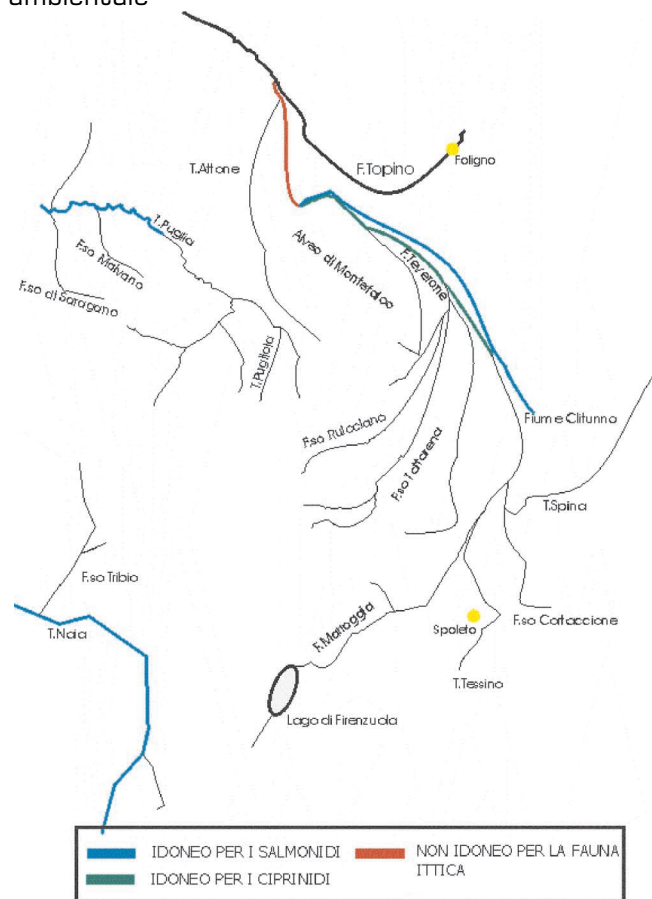 ambientale
F.Topino
Foligno
T.Attone
T.Puglia
F.so Malvano
F.so di Saragano
Alveo di Montefalco
F.Teverone
T.Pugliola
F.so Ruiciano
Fiume Clitunno
F.so Tattarena
T.Spina
F.so Tribio
T.Naia
F.Marroggia
Spoleto
F.so Cortaccione
T.Tessino
Lago di Firenzuola
IDONEO PER I SALMONIDI
IDONEO PER I CIPRINIDI
NON IDONEO PER LA FAUNA
ITTICA